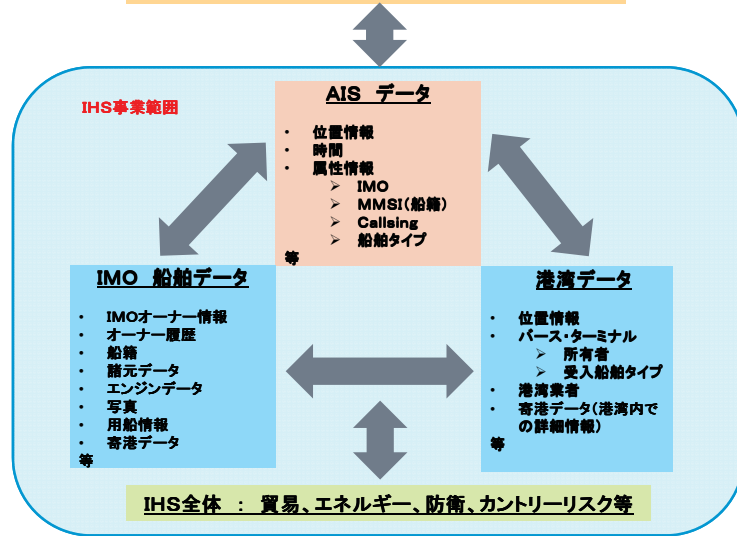 IHS事業範囲
AIS データ
・ 位置情報
・ 時間
・ 属性情報
➢ IMO
➢ MMSI(船籍)
➢ Callsing
➢ 船舶タイプ
等
IMO 船舶データ
・ IMOオーナー情報
・ オーナー履歴
・ 船籍
・ 諸元データ
・ エンジンデータ
・ 写真
・ 用船情報
・ 寄港データ
等
港湾データ
・ 位置情報
・ バース・ターミナル
➢ 所有者
➢ 受入船舶タイプ
・ 港湾業者
・ 寄港データ(港湾内で
の詳細情報)
等
IHS全体 : 貿易、エネルギー、防衛、カントリーリスク等